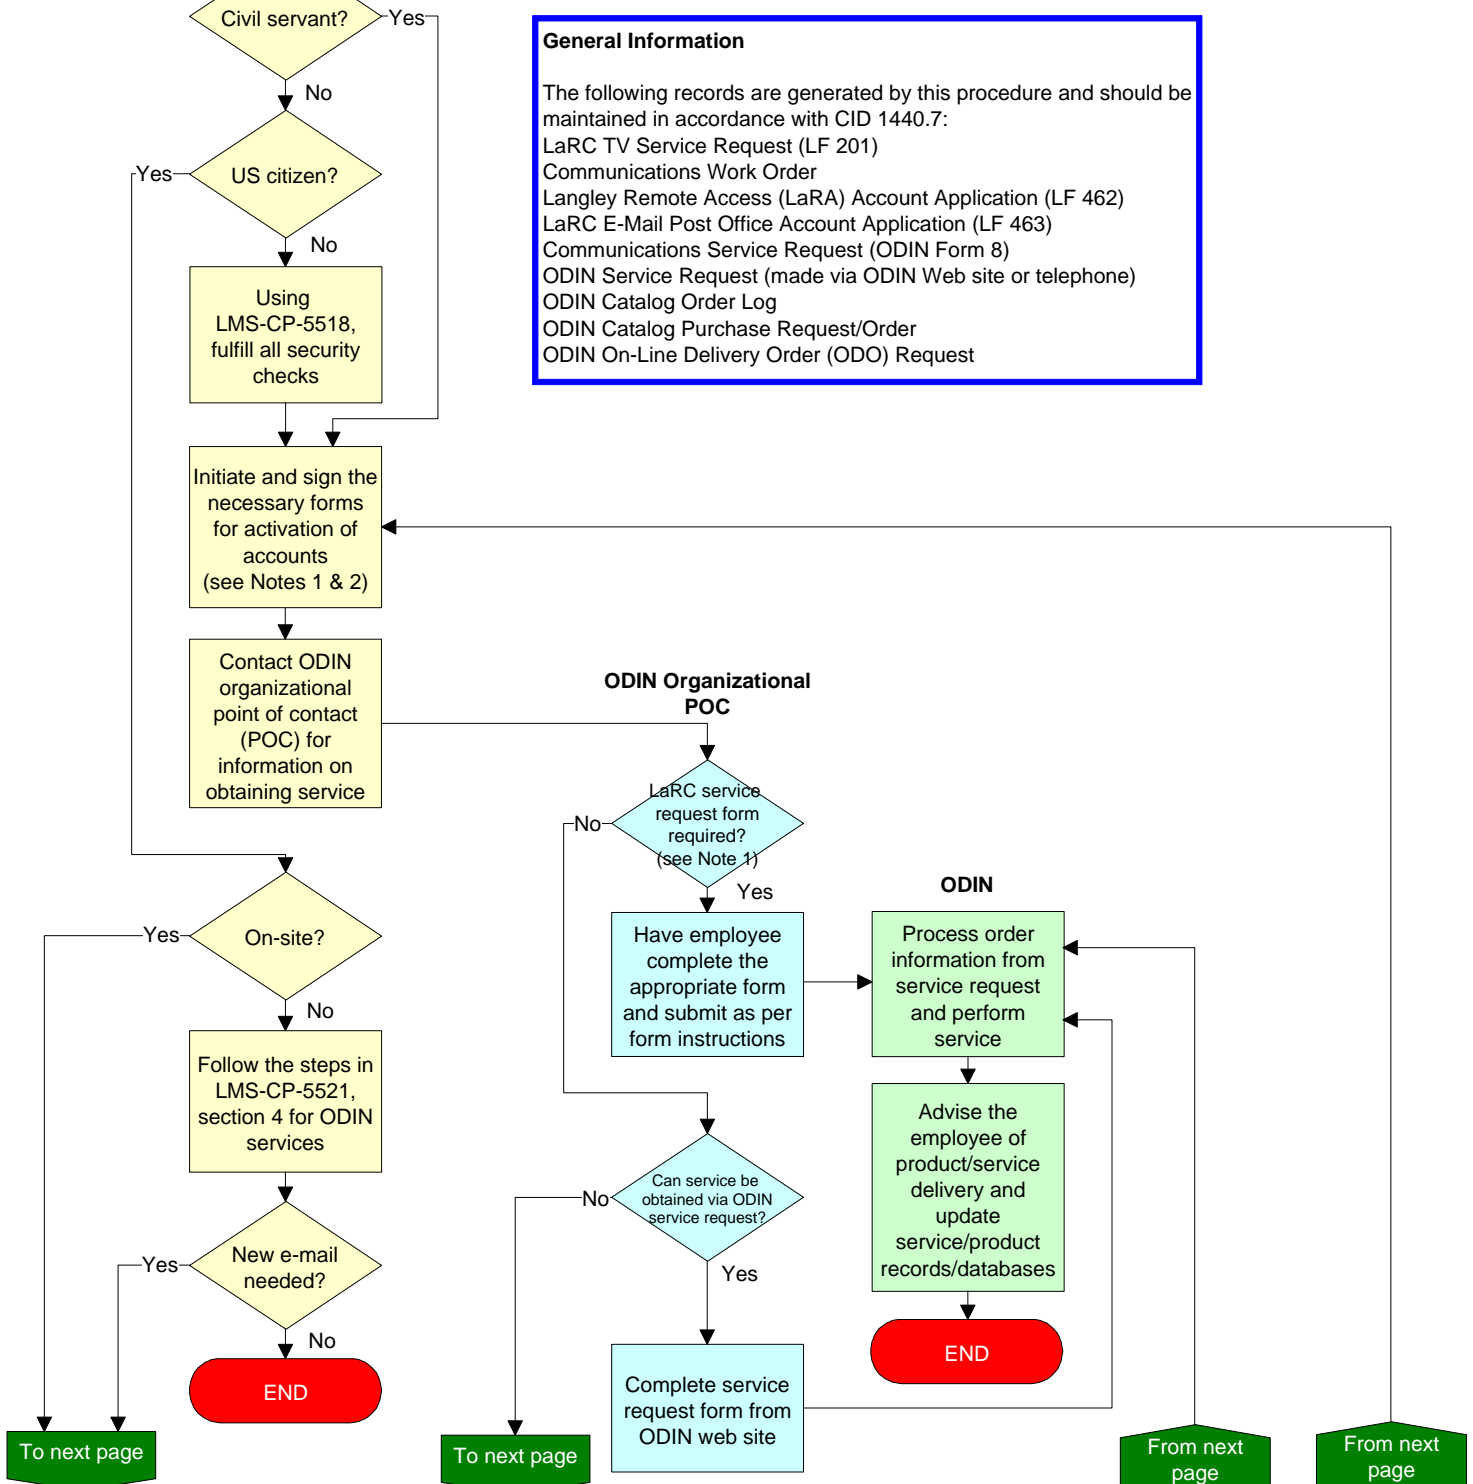 Civil servant?
Yes
No
General Information
The following records are generated by this procedure and should be
maintained in accordance with CID 1440.7:
LaRC TV Service Request (LF 201)
Communications Work Order
Langley Remote Access (LaRA) Account Application (LF 462)
LaRC E-Mail Post Office Account Application (LF 463)
Communications Service Request (ODIN Form 8)
ODIN Service Request (made via ODIN Web site or telephone)
ODIN Catalog Order Log
ODIN Catalog Purchase Request/Order
ODIN On-Line Delivery Order (ODO) Request
Yes
US citizen?
No
Using
LMS-CP-5518,
fulfill all security
checks
Initiate and sign the
necessary forms
for activation of
accounts
(see Notes 1 & 2)
Contact ODIN
organizational
point of contact
(POC) for
information on
obtaining service
ODIN Organizational
POC
LaRC service
request form
required?
(see Note 1)
No
Yes
ODIN
Yes
On-site?
No
Have employee
complete the
appropriate form
and submit as per
form instructions
Process order
information from
service request
and perform
service
Follow the steps in
LMS-CP-5521,
section 4 for ODIN
services
Advise the
employee of
product/service
delivery and
update
service/product
records/databases
Can service be
obtained via ODIN
service request?
No
Yes
Yes
New e-mail
needed?
No
END
END
Complete service
request form from
ODIN web site
To next page
To next page
From next
page
From next
page